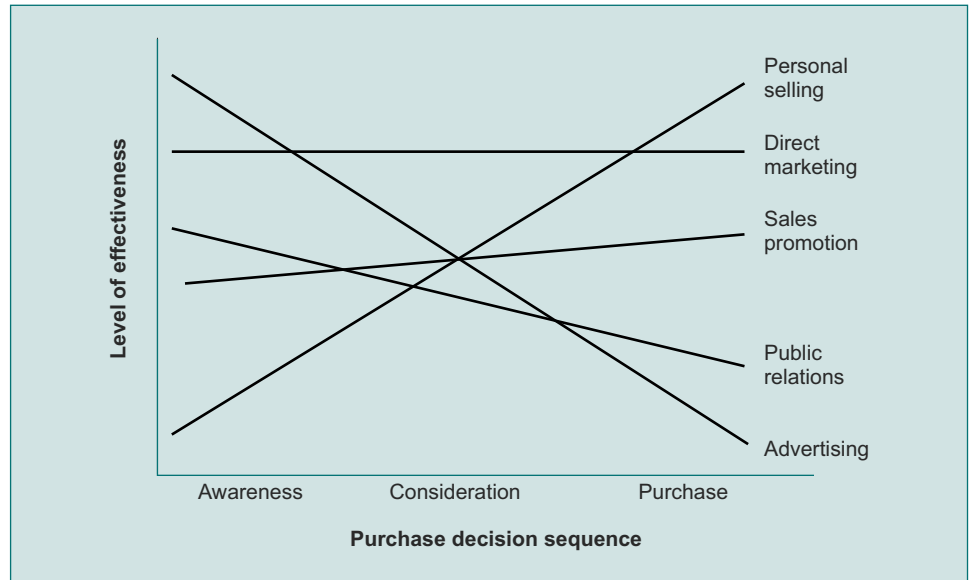 Level of effectiveness
Personal
selling
Direct
marketing
Sales
promotion
Public
relations
Advertising
Awareness
Consideration
Purchase
Purchase decision sequence